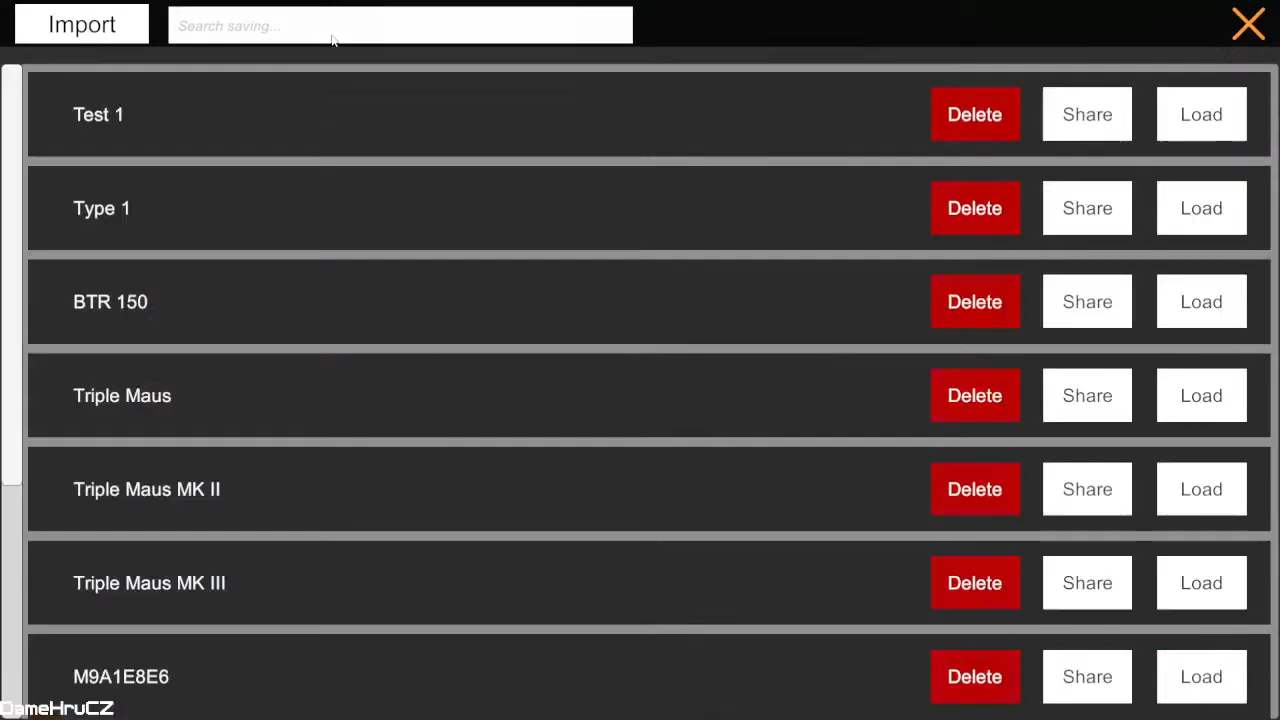 Import
Search saving...
Test 1 Delete Share Load
Type 1 Delete Share Load
BTR 150 Delete Share Load
Triple Maus Delete Share Load
Triple Maus MK II Delete Share Load
Triple Maus MK III Delete Share Load
M9A1E8E6 Delete Share Load
DameHruCZ